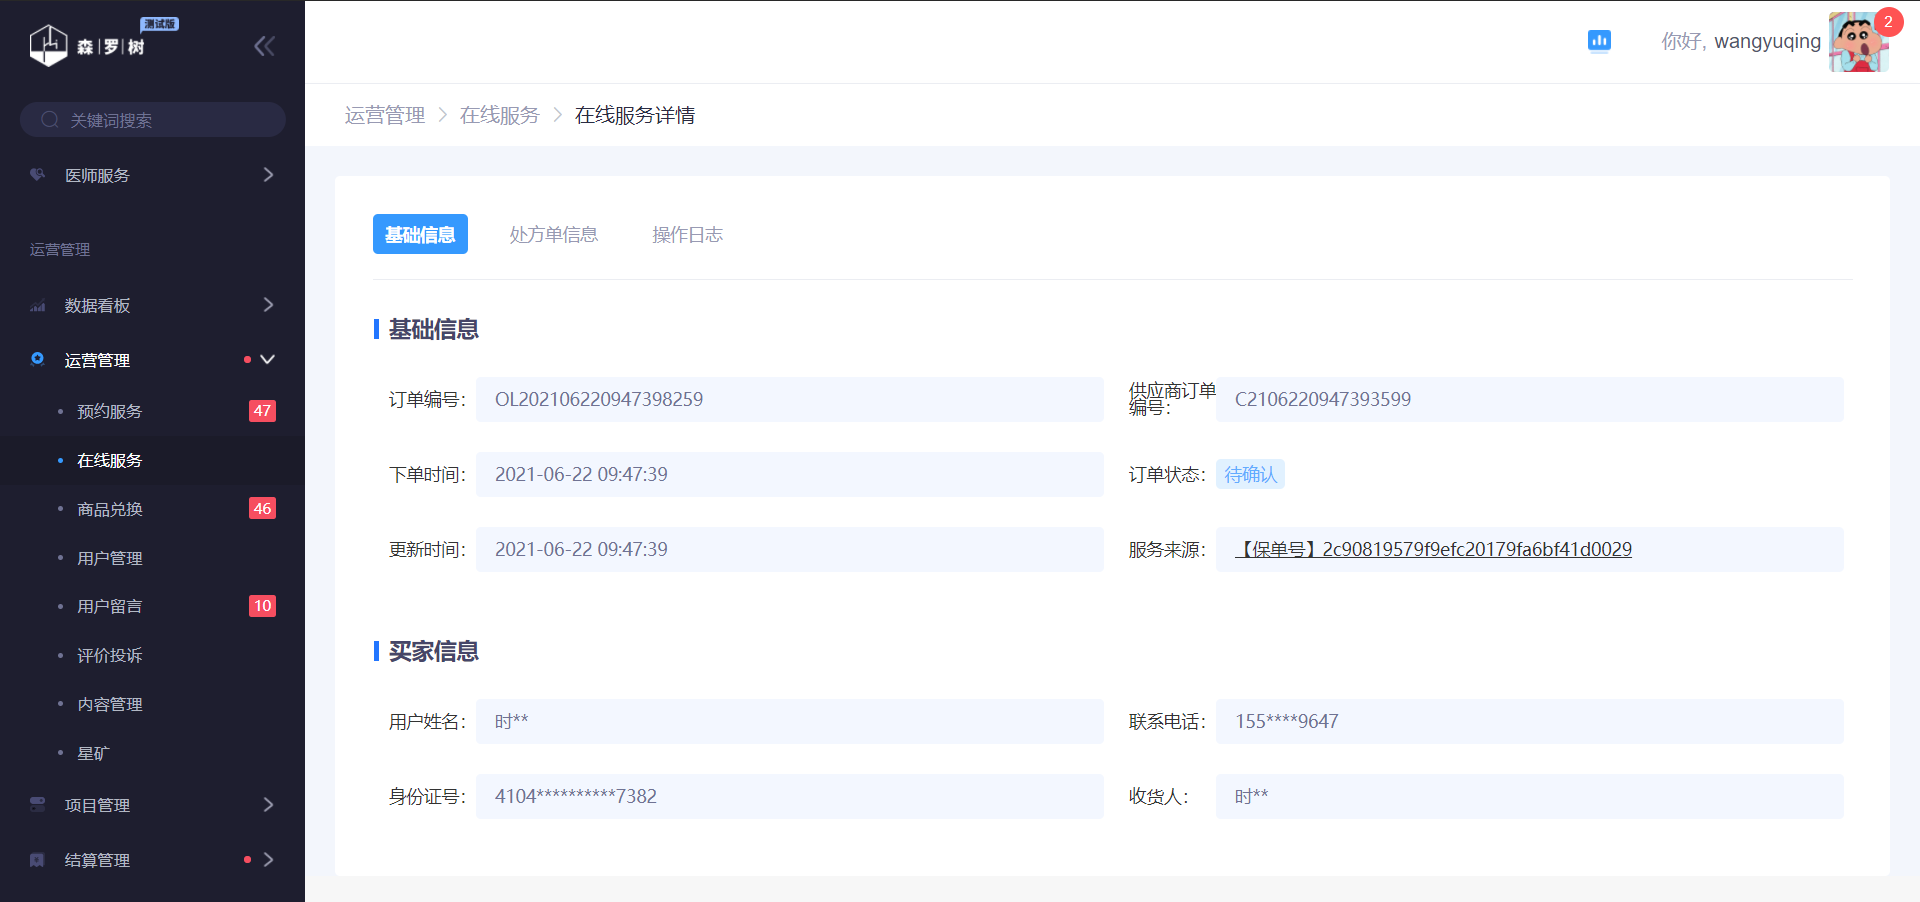 测试版
森|罗|树
关键词搜索
医师服务
运营管理
数据看板
运营管理
预约服务 47
在线服务
商品兑换 46
用户管理
用户留言 10
评价投诉
内容管理
星矿
项目管理
结算管理
你好, wangyuqing 2
运营管理 > 在线服务 > 在线服务详情
基础信息 处方单信息 操作日志
基础信息
订单编号: OL202106220947398259
供应商订单编号: C2106220947393599
下单时间: 2021-06-22 09:47:39
订单状态: 待确认
更新时间: 2021-06-22 09:47:39
服务来源: 【保单号】2c90819579f9efc20179fa6bf41d0029
买家信息
用户姓名: 时**
联系电话: 155****9647
身份证号: 4104**********7382
收货人: 时**